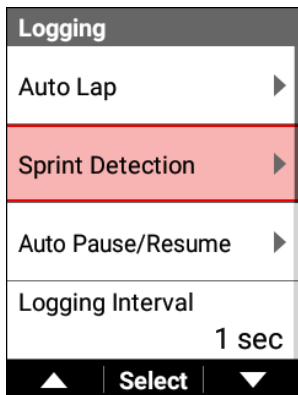 Logging
Auto Lap
Sprint Detection
Auto Pause/Resume
Logging Interval
1 sec
Select